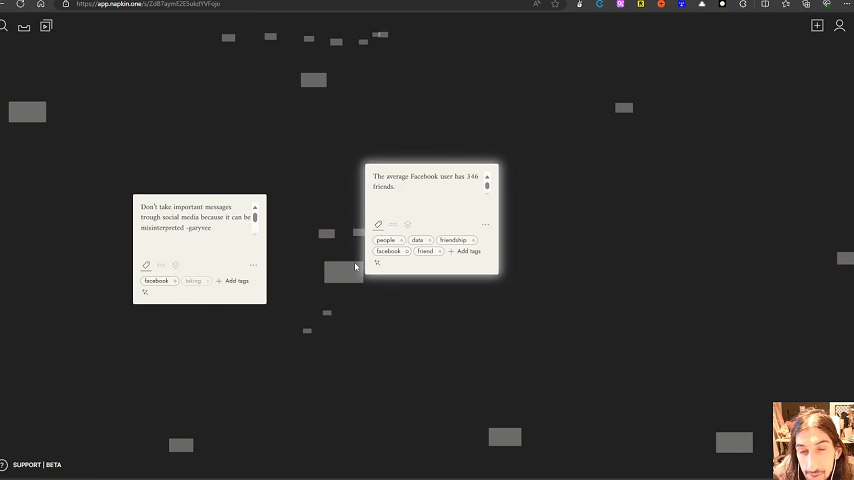 https://app.napkin.one/s/ZdB7aymE2E5ukdYVFojo
The average Facebook user has 346
friends.
people
data
friendship
facebook
friend
+ Add tags
Don't take important messages
trough social media because it can be
misinterpreted -garyvee
facebook
taking
+ Add tags
SUPPORT | BETA